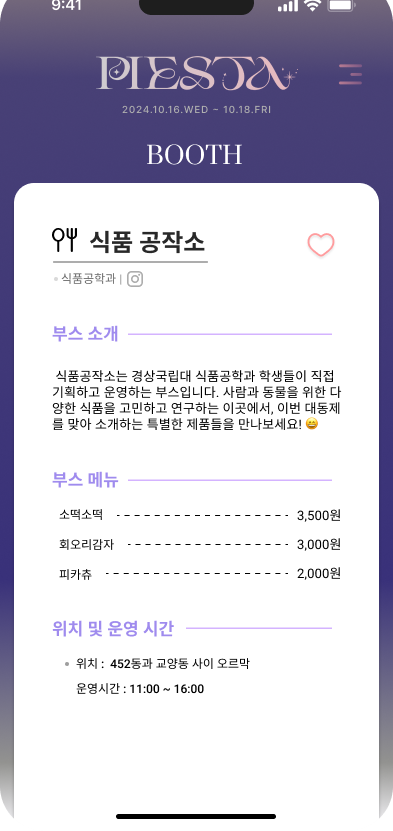 9:41
PIESTA
2024.10.16.WED ~ 10.18.FRI
BOOTH
식품 공작소
식품공학과 |
부스 소개
식품공작소는 경상국립대 식품공학과 학생들이 직접
기획하고 운영하는 부스입니다. 사람과 동물을 위한 다
양한 식품을 고민하고 연구하는 이곳에서, 이번 대동제
를 맞아 소개하는 특별한 제품들을 만나보세요! 😄
부스 메뉴
소떡소떡 3,500원
회오리감자 3,000원
피카츄 2,000원
위치 및 운영 시간
위치 : 452동과 교양동 사이 오르막
운영시간 : 11:00 ~ 16:00